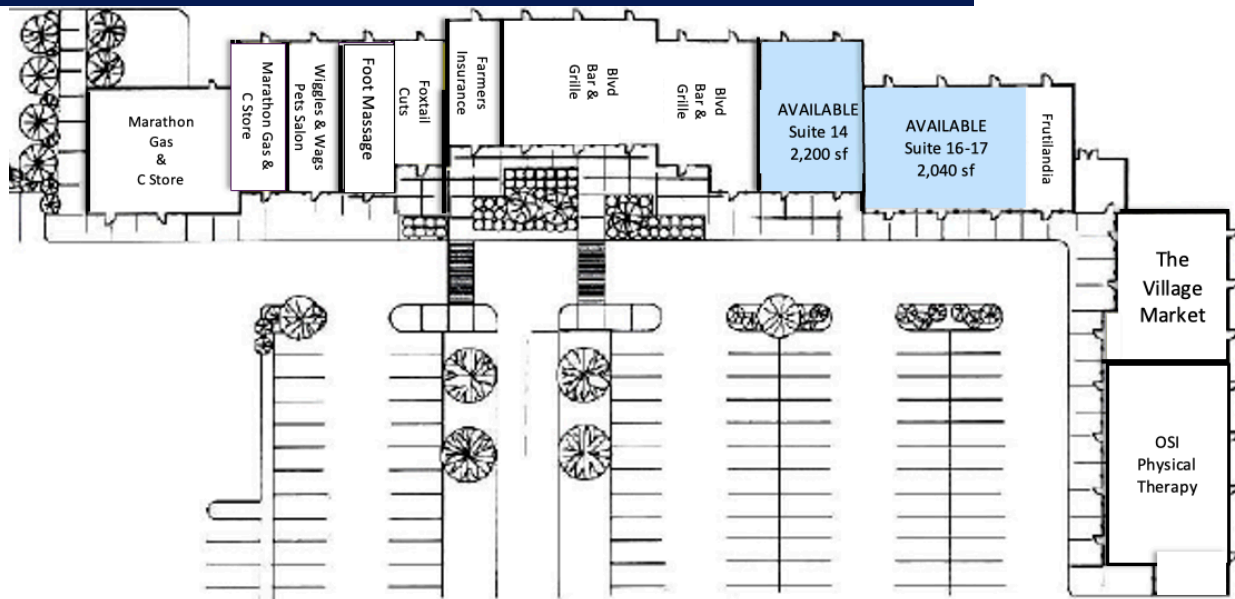 Marathon
Gas
&
C Store
Marathon Gas &
C Store
Wiggles & Wags
Pets Salon
Foot Massage
Foxtail
Cuts
Farmers
Insurance
Blvd
Bar &
Grille
Blvd
Bar &
Grille
AVAILABLE
Suite 14
2,200 sf
AVAILABLE
Suite 16-17
2,040 sf
Frutilandia
The
Village
Market
OSI
Physical
Therapy